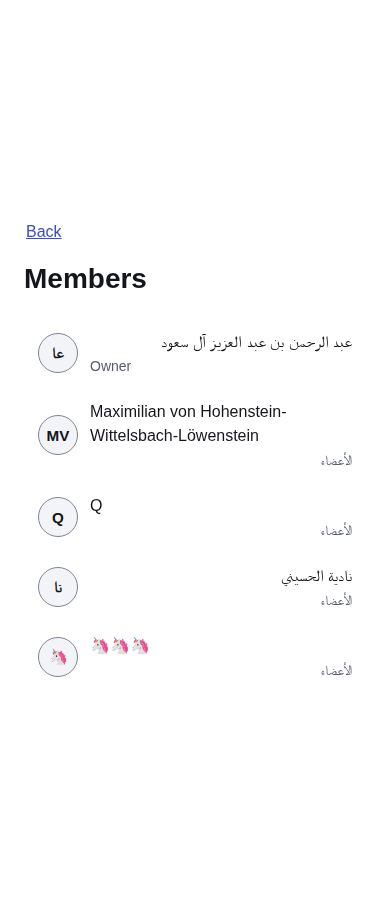 Back
Members
عا
عبد الرحمن بن عبد العزيز آل سعود
Owner
MV
Maximilian von Hohenstein-
Wittelsbach-Löwenstein
الأعضاء
Q
Q
الأعضاء
نا
نادية الحسيني
الأعضاء
🦄
🦄🦄🦄
الأعضاء